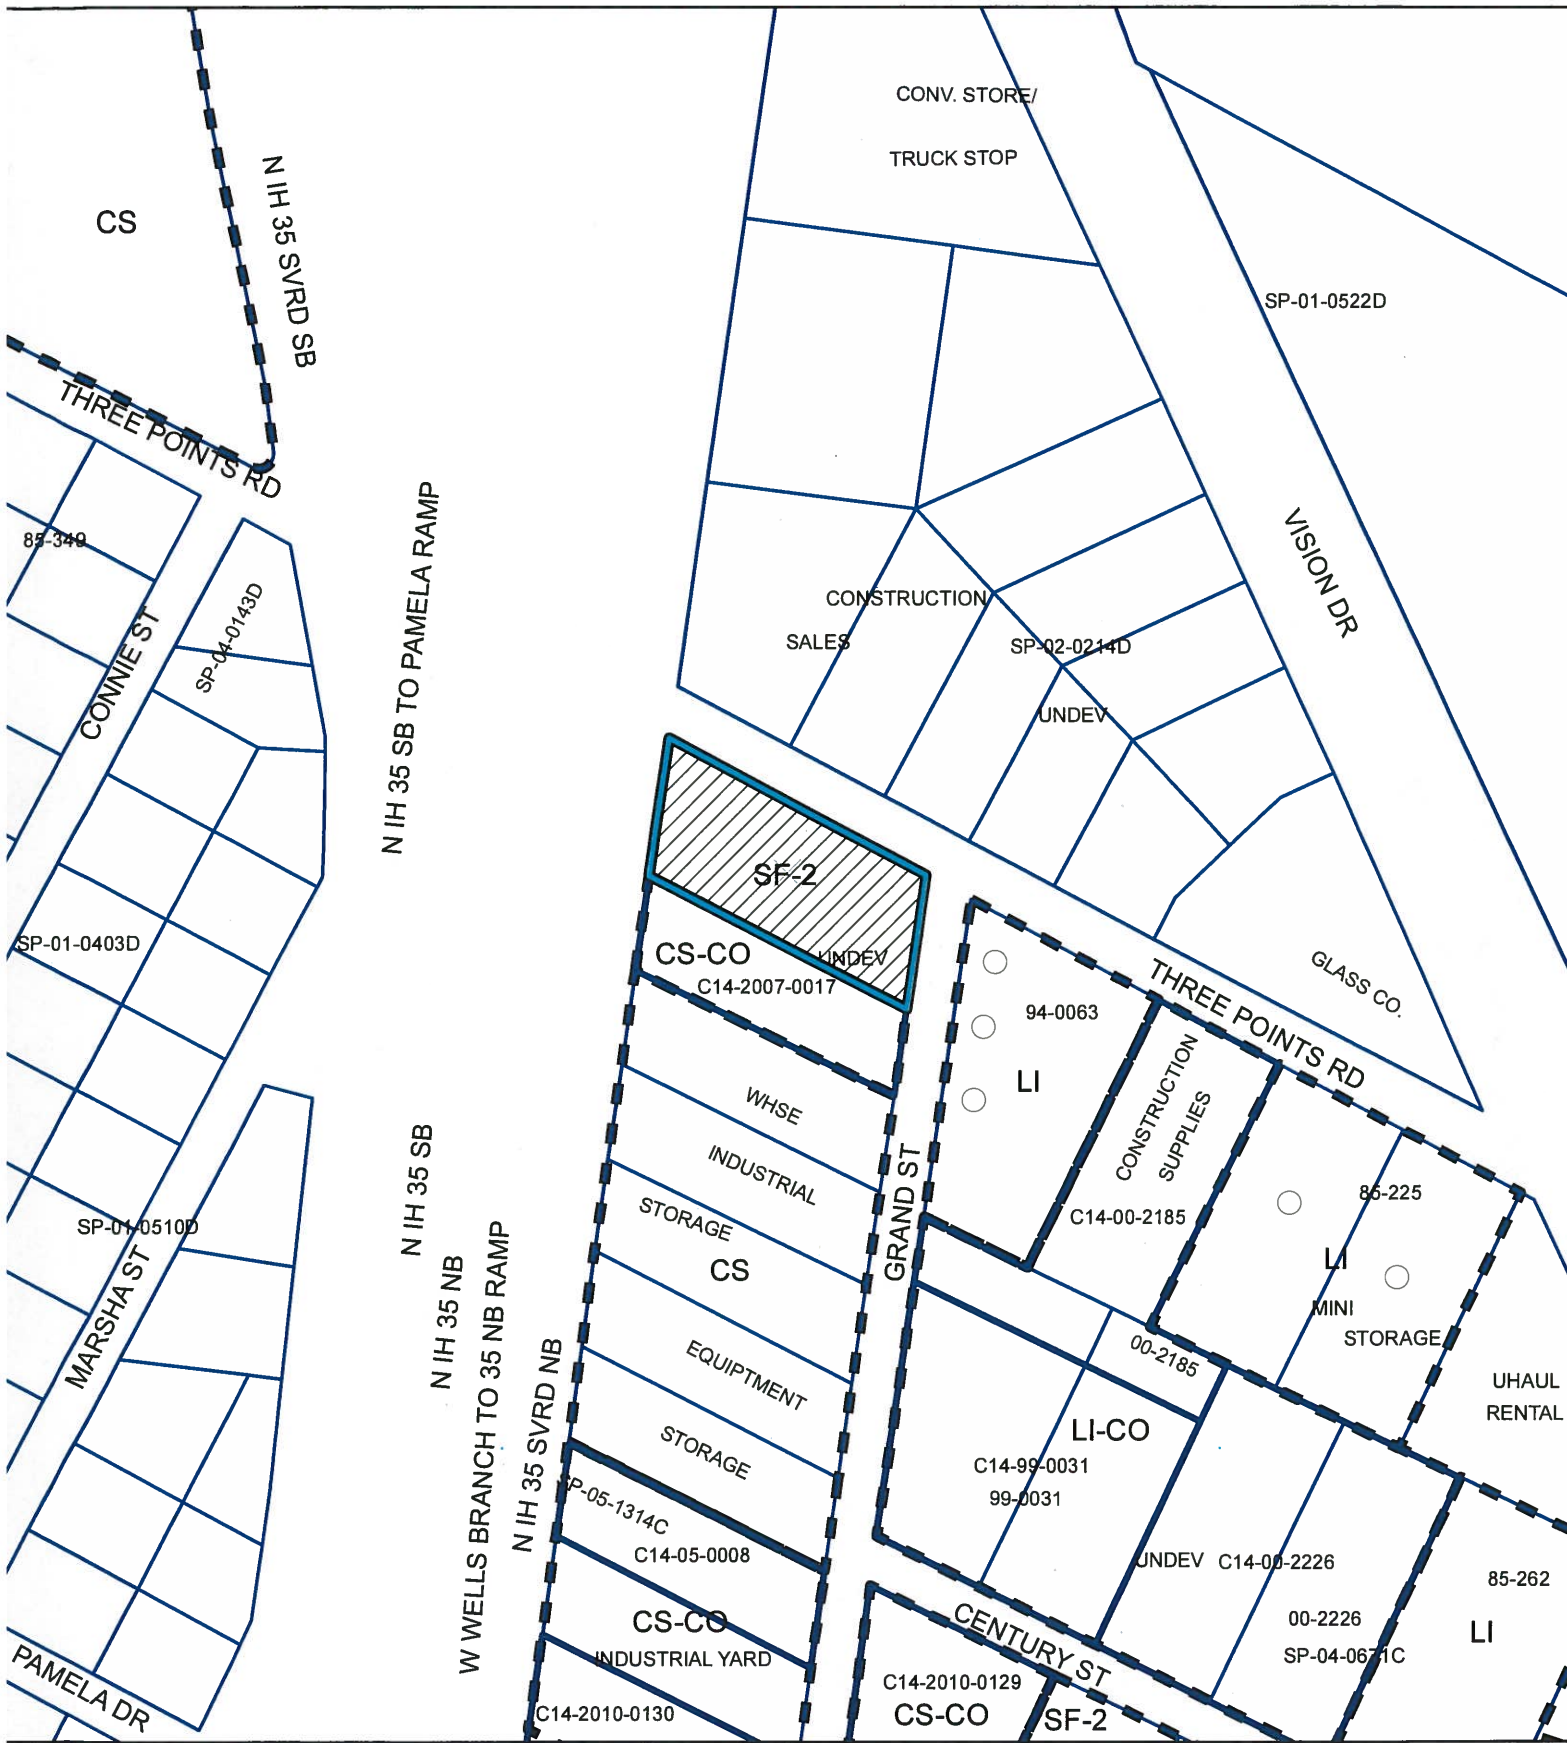 CONV. STORE/
TRUCK STOP
CS
N IH 35 SVRD SB
SP-01-0522D
THREE POINTS RD
85-349
CONNIE ST
SP-04-0143D
N IH 35 SB TO PAMELA RAMP
VISION DR
CONSTRUCTION
SALES
SP-02-0214D
UNDEV
SF-2
UNDEV
CS-CO
C14-2007-0017
SP-01-0403D
GLASS CO.
THREE POINTS RD
94-0063
LI
CONSTRUCTION
SUPPLIES
C14-00-2185
WHSE
INDUSTRIAL
STORAGE
CS
GRAND ST
85-225
LI
MINI
STORAGE
UHAUL
RENTAL
N IH 35 SB
N IH 35 NB
W WELLS BRANCH TO 35 NB RAMP
N IH 35 SVRD NB
SP-01-0510D
MARSHA ST
EQUIPTMENT
STORAGE
00-2185
LI-CO
C14-99-0031
99-0031
SP-05-1314C
C14-05-0008
CS-CO
INDUSTRIAL YARD
C14-2010-0130
UNDEV
C14-00-2226
00-2226
SP-04-0671C
85-262
LI
CENTURY ST
C14-2010-0129
CS-CO
SF-2
PAMELA DR